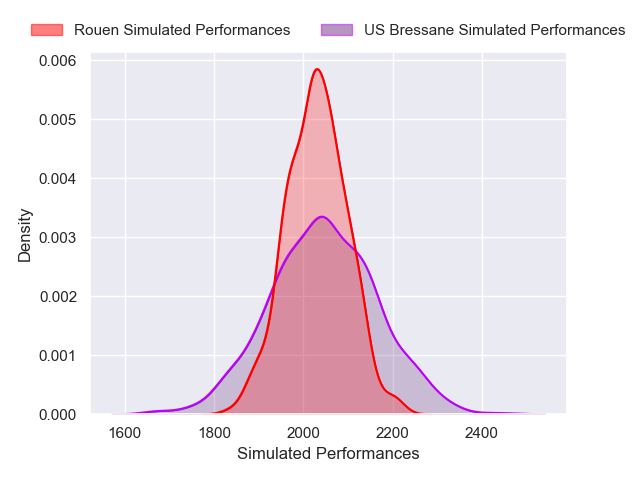 Rouen Simulated Performances US Bressane Simulated Performances
0.006
0.005
0.004
0.003
0.002
0.001
0.000
Density
1600 1800 2000 2200 2400
Simulated Performances